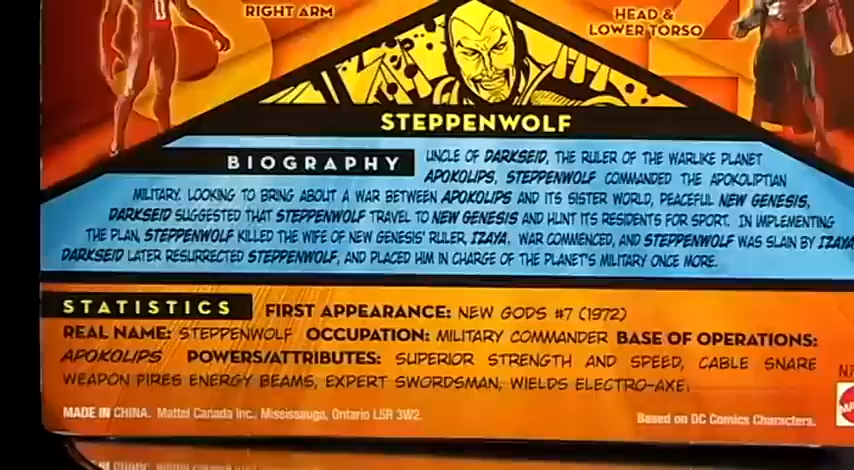 RIGHT ARM
HEAD &
LOWER TORSO
STEPPENWOLF
BIOGRAPHY
UNCLE OF DARKSEID, THE RULER OF THE WARLIKE PLANET
APOKOLIPS, STEPPENWOLF COMMANDED THE APOKOLIPTIAN
MILITARY. LOOKING TO BRING ABOUT A WAR BETWEEN APOKOLIPS AND ITS SISTER WORLD, PEACEFUL NEW GENESIS,
DARKSEID SUGGESTED THAT STEPPENWOLF TRAVEL TO NEW GENESIS AND HUNT ITS RESIDENTS FOR SPORT. IN IMPLEMENTING
THE PLAN, STEPPENWOLF KILLED THE WIFE OF NEW GENESIS' RULER, IZAYA. WAR COMMENCED, AND STEPPENWOLF WAS SLAIN BY IZAYA
DARKSEID LATER RESURRECTED STEPPENWOLF, AND PLACED HIM IN CHARGE OF THE PLANET'S MILITARY ONCE MORE.
STATISTICS FIRST APPEARANCE: NEW GODS #7 (1972)
REAL NAME: STEPPENWOLF OCCUPATION: MILITARY COMMANDER BASE OF OPERATIONS:
APOKOLIPS POWERS/ATTRIBUTES: SUPERIOR STRENGTH AND SPEED, CABLE SNARE
WEAPON FIRES ENERGY BEAMS, EXPERT SWORDSMAN, WIELDS ELECTRO-AXE.
MADE IN CHINA. Mattel Canada Inc., Mississauga, Ontario L5R 3W2.
Based on DC Comics Characters.